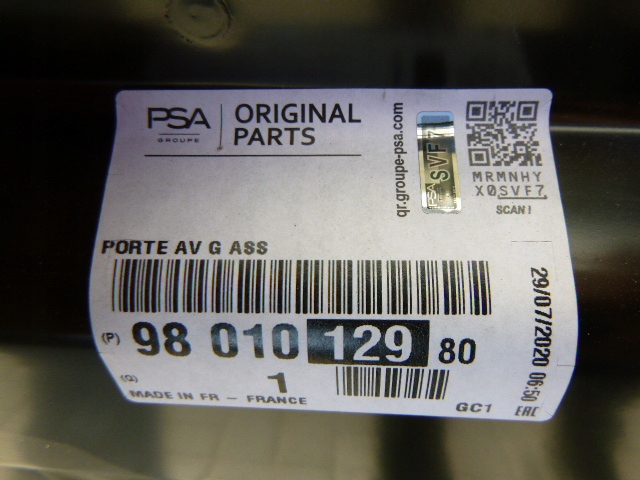 PSA
GROUPE
ORIGINAL
PARTS
qr.groupe-psa.com
PSA SVF7
MRMNHY
X0SVF7
SCAN!
PORTE AV G ASS
(P) 98 010 129 80
(Q) 1
MADE IN FR - FRANCE
GC1
29/07/2020 06:50
EAC